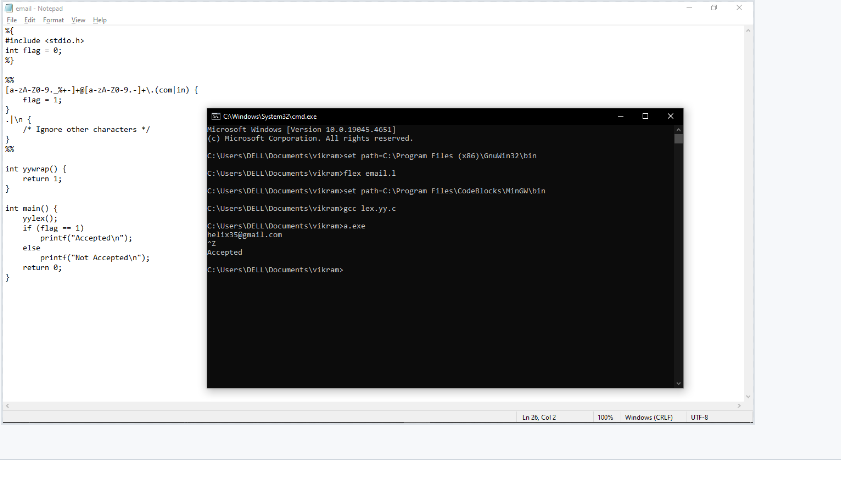 email - Notepad
File Edit Format View Help
%{
#include <stdio.h>
int flag = 0;
%}
%%
[a-zA-Z0-9._%+-]+@[a-zA-Z0-9.-]+\.(com|in) {
    flag = 1;
}
.|\n {
    /* Ignore other characters */
}
%%
int yywrap() {
    return 1;
}
int main() {
    yylex();
    if (flag == 1)
        printf("Accepted\n");
    else
        printf("Not Accepted\n");
    return 0;
}
C:\Windows\System32\cmd.exe
Microsoft Windows [Version 10.0.19045.4651]
(c) Microsoft Corporation. All rights reserved.
C:\Users\DELL\Documents\vikram>set path=C:\Program Files (x86)\GnuWin32\bin
C:\Users\DELL\Documents\vikram>flex email.l
C:\Users\DELL\Documents\vikram>set path=C:\Program Files\CodeBlocks\MinGW\bin
C:\Users\DELL\Documents\vikram>gcc lex.yy.c
C:\Users\DELL\Documents\vikram>a.exe
helix35@gmail.com
^Z
Accepted
C:\Users\DELL\Documents\vikram>
Ln 26, Col 2 100% Windows (CRLF) UTF-8